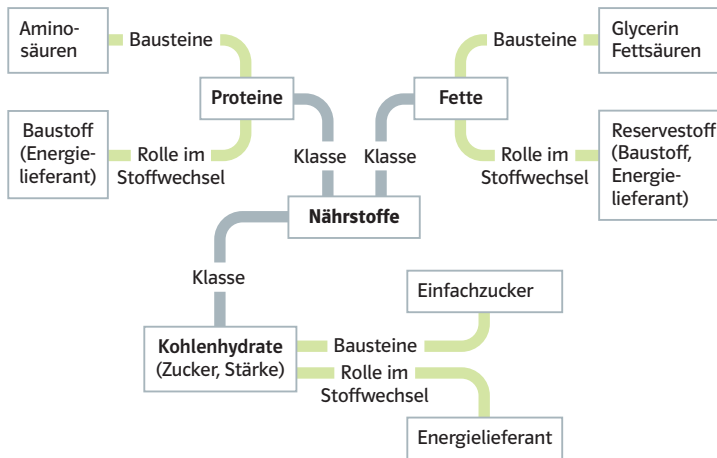 Amino-
säuren
Bausteine
Proteine
Baustoff
(Energie-
lieferant)
Rolle im
Stoffwechsel
Klasse
Glycerin
Fettsäuren
Bausteine
Fette
Reservestoff
(Baustoff,
Energie-
lieferant)
Rolle im
Stoffwechsel
Klasse
Nährstoffe
Klasse
Kohlenhydrate
(Zucker, Stärke)
Bausteine
Einfachzucker
Rolle im
Stoffwechsel
Energielieferant